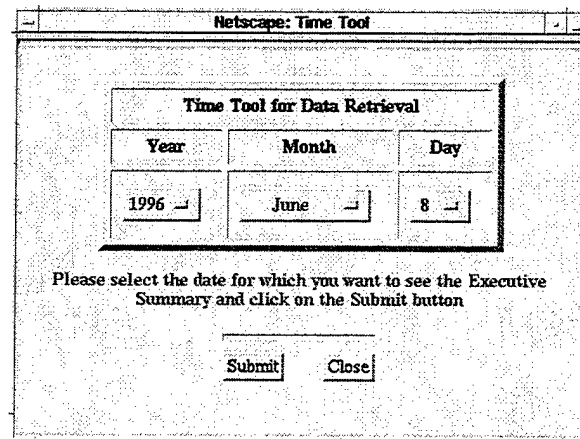 Netscape: Time Tool
Time Tool for Data Retrieval
Year Month Day
1996 June 8
Please select the date for which you want to see the Executive
Summary and click on the Submit button
Submit Close